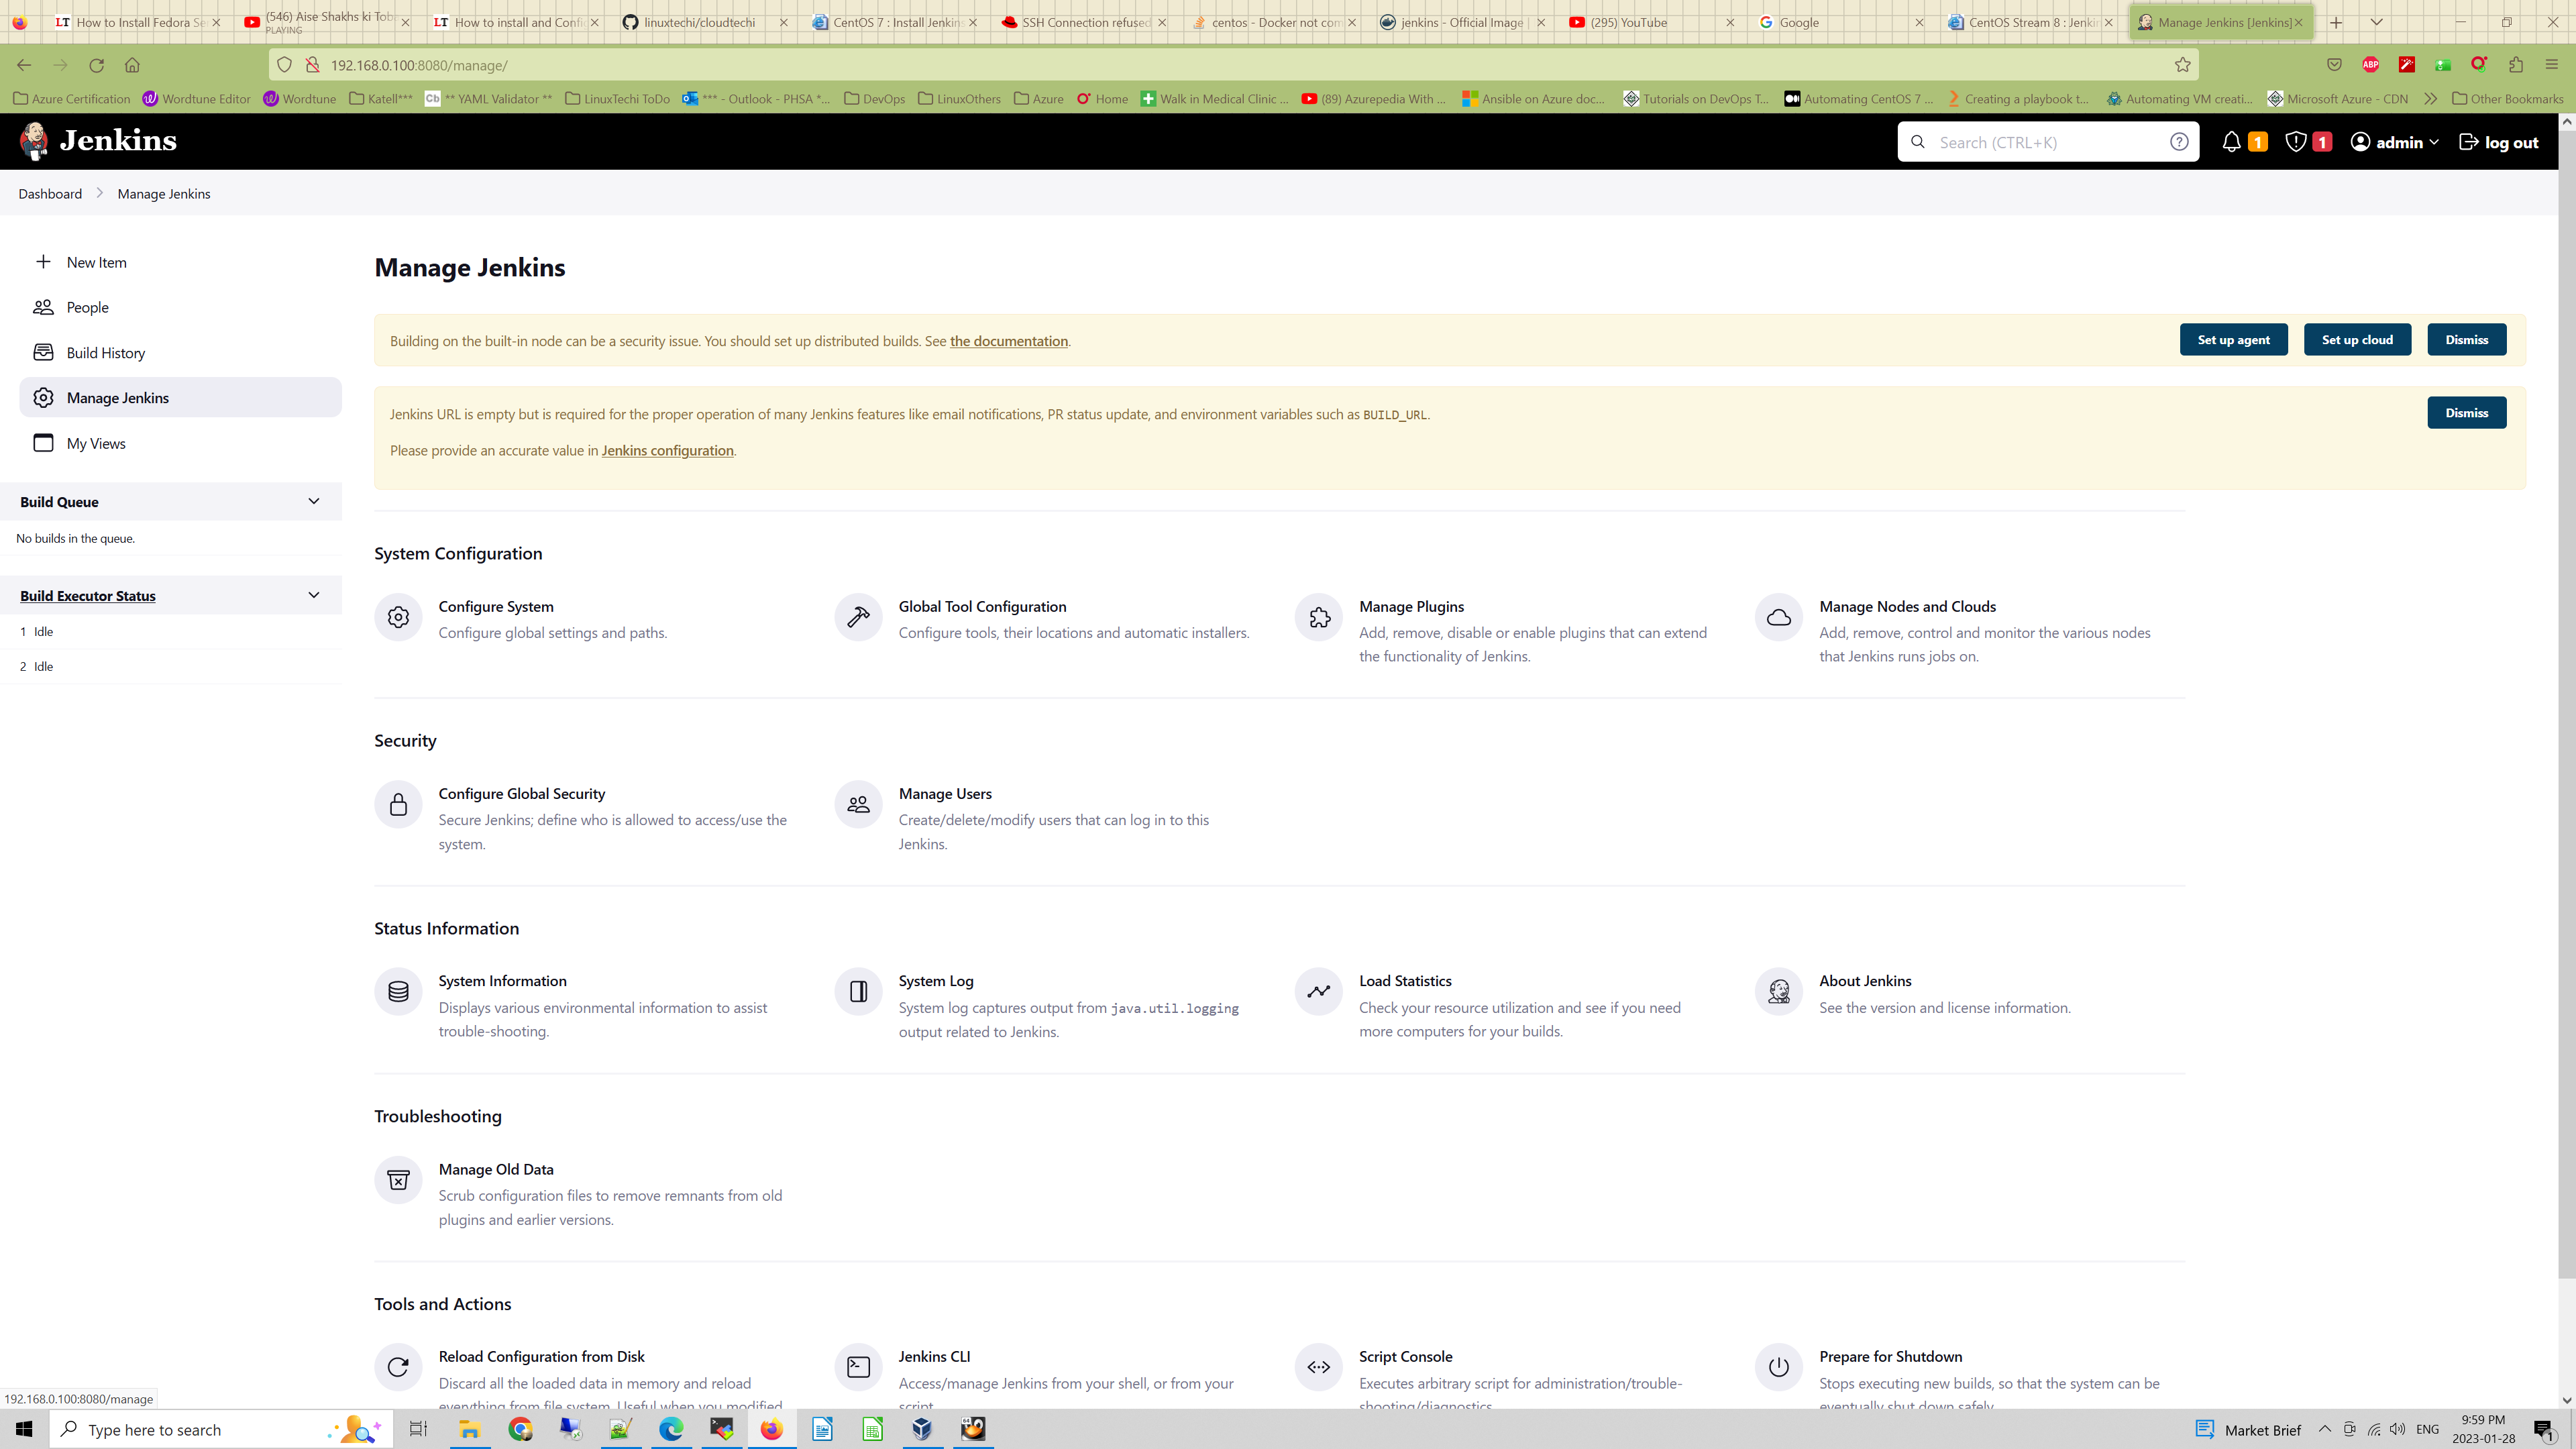 How to Install Fedora Se
(546) Aise Shakhs ki Tob
PLAYING
How to install and Config
linuxtechi/cloudtechi
CentOS 7 : Install Jenkins
SSH Connection refused
centos - Docker not com
jenkins - Official Image |
(295) YouTube
Google
CentOS Stream 8 : Jenkin
Manage Jenkins [Jenkins]
192.168.0.100:8080/manage/
Azure Certification
Wordtune Editor
Wordtune
Katell***
** YAML Validator **
LinuxTechi ToDo
*** - Outlook - PHSA *...
DevOps
LinuxOthers
Azure
Home
Walk in Medical Clinic ...
(89) Azurepedia With ...
Ansible on Azure doc...
Tutorials on DevOps T...
Automating CentOS 7 ...
Creating a playbook t...
Automating VM creati...
Microsoft Azure - CDN
Other Bookmarks
Jenkins
Search (CTRL+K)
1
1
admin
log out
Dashboard
Manage Jenkins
New Item
People
Build History
Manage Jenkins
My Views
Build Queue
No builds in the queue.
Build Executor Status
1 Idle
2 Idle
Manage Jenkins
Building on the built-in node can be a security issue. You should set up distributed builds. See the documentation.
Set up agent
Set up cloud
Dismiss
Jenkins URL is empty but is required for the proper operation of many Jenkins features like email notifications, PR status update, and environment variables such as BUILD_URL.
Dismiss
Please provide an accurate value in Jenkins configuration.
System Configuration
Configure System
Configure global settings and paths.
Global Tool Configuration
Configure tools, their locations and automatic installers.
Manage Plugins
Add, remove, disable or enable plugins that can extend
the functionality of Jenkins.
Manage Nodes and Clouds
Add, remove, control and monitor the various nodes
that Jenkins runs jobs on.
Security
Configure Global Security
Secure Jenkins; define who is allowed to access/use the
system.
Manage Users
Create/delete/modify users that can log in to this
Jenkins.
Status Information
System Information
Displays various environmental information to assist
trouble-shooting.
System Log
System log captures output from java.util.logging
output related to Jenkins.
Load Statistics
Check your resource utilization and see if you need
more computers for your builds.
About Jenkins
See the version and license information.
Troubleshooting
Manage Old Data
Scrub configuration files to remove remnants from old
plugins and earlier versions.
Tools and Actions
Reload Configuration from Disk
Discard all the loaded data in memory and reload
everything from file system. Useful when you modified
Jenkins CLI
Access/manage Jenkins from your shell, or from your
script.
Script Console
Executes arbitrary script for administration/trouble-
shooting/diagnostics.
Prepare for Shutdown
Stops executing new builds, so that the system can be
eventually shut down safely.
192.168.0.100:8080/manage
Type here to search
Market Brief
ENG
9:59 PM
2023-01-28
1